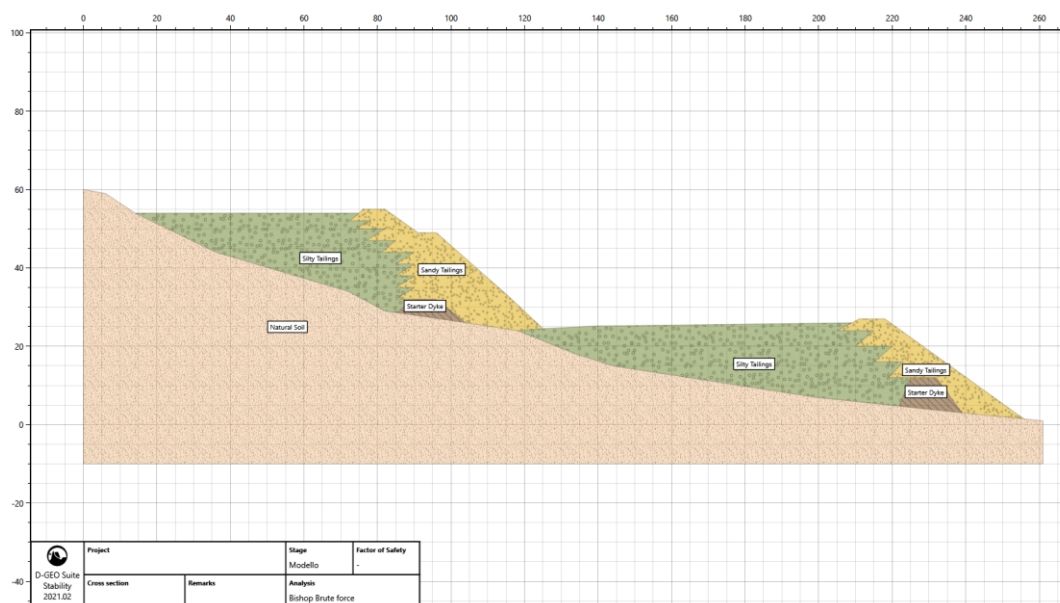 0 20 40 60 80 100 120 140 160 180 200 220 240 260
100
80
60
40
20
0
-20
-40
Silty Tailings
Sandy Tailings
Starter Dyke
Natural Soil
Silty Tailings
Sandy Tailings
Starter Dyke
D-GEO Suite
Stability
2021.02
Project
Stage
Modello
Factor of Safety
-
Cross section
Remarks
Analysis
Bishop Brute force